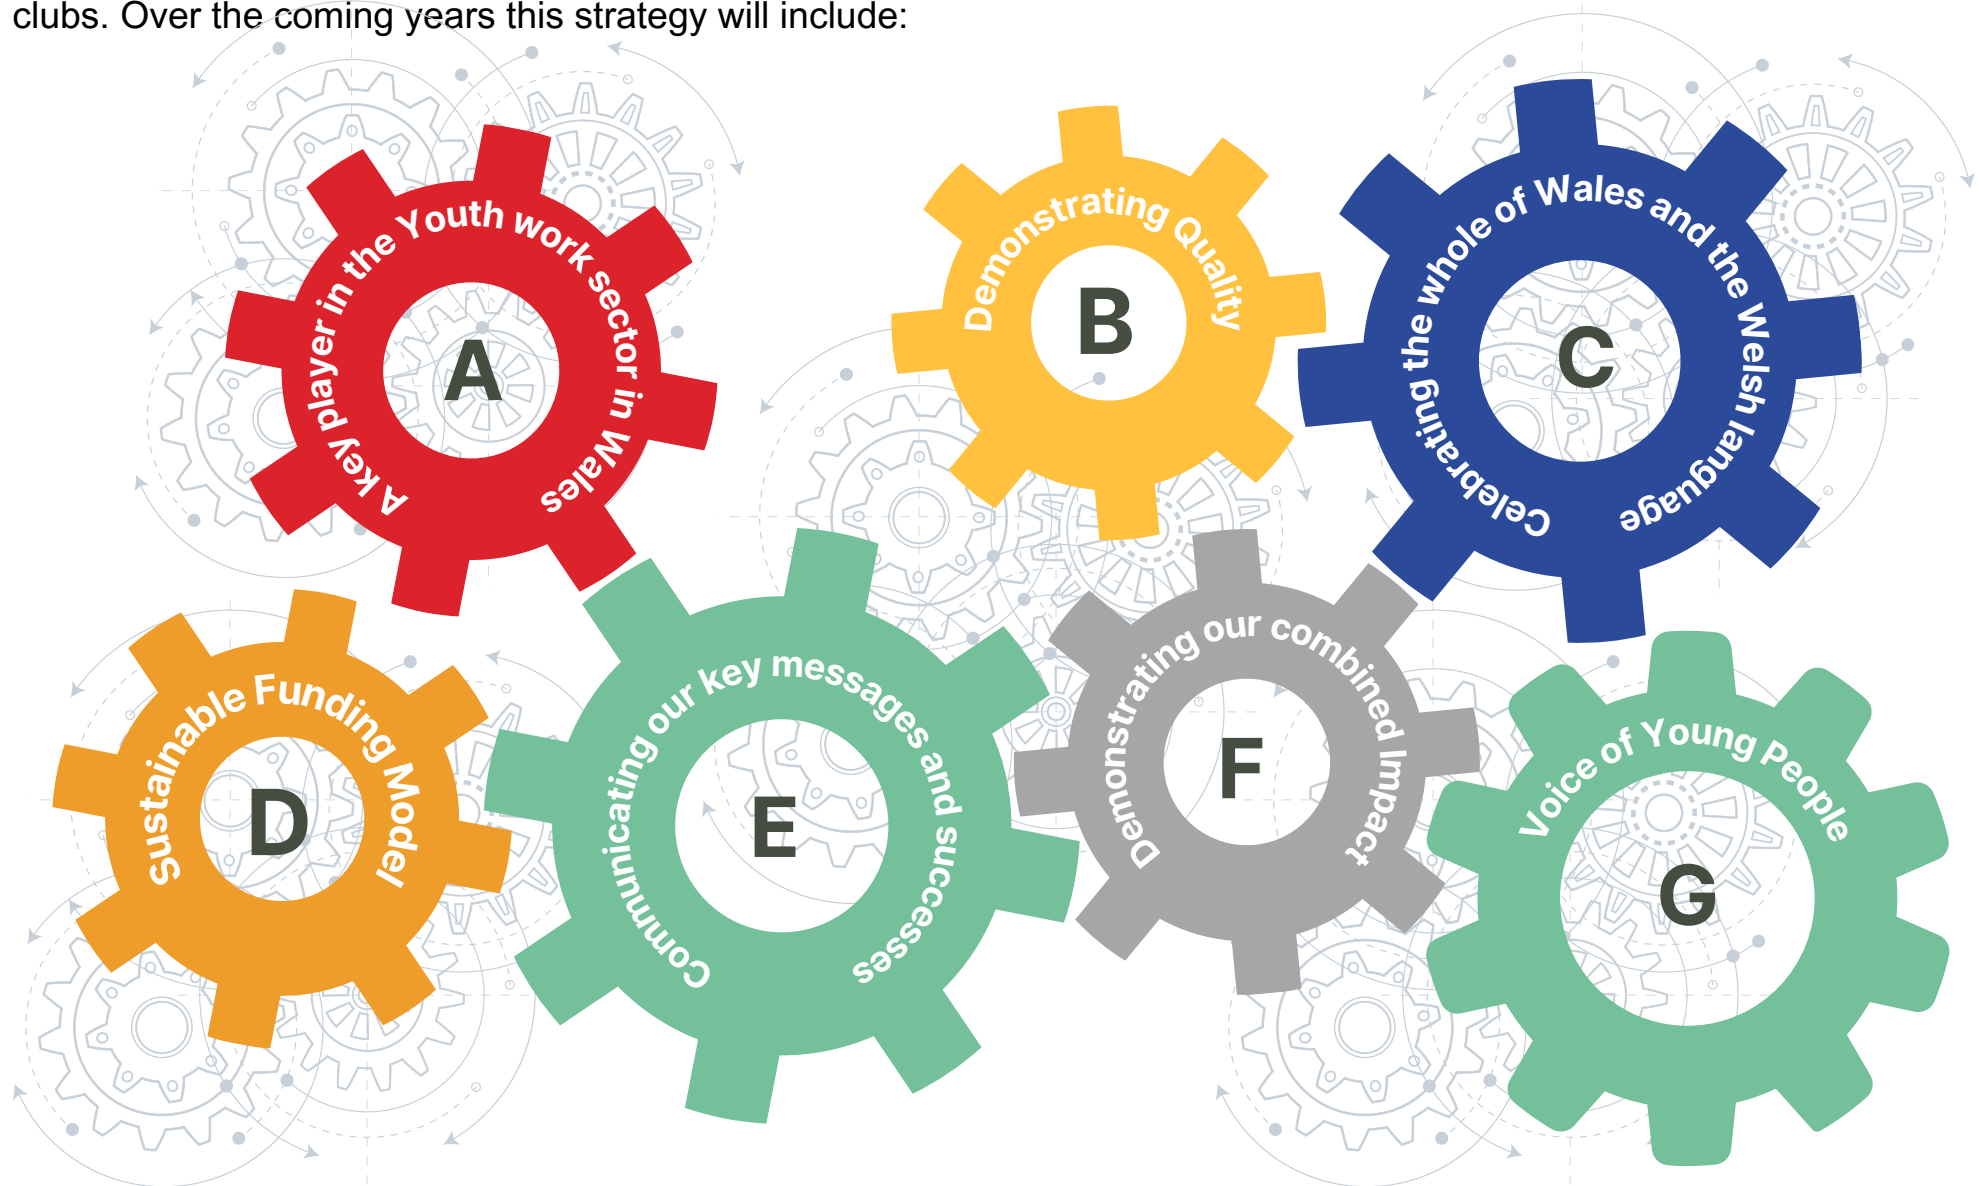 clubs. Over the coming years this strategy will include:
A key player in the Youth work sector in Wales
A
Demonstrating Quality
B
Celebrating the whole of Wales and the Welsh language
C
Sustainable Funding Model
D
Communicating our key messages and successes
E
Demonstrating our combined Impact
F
Voice of Young People
G